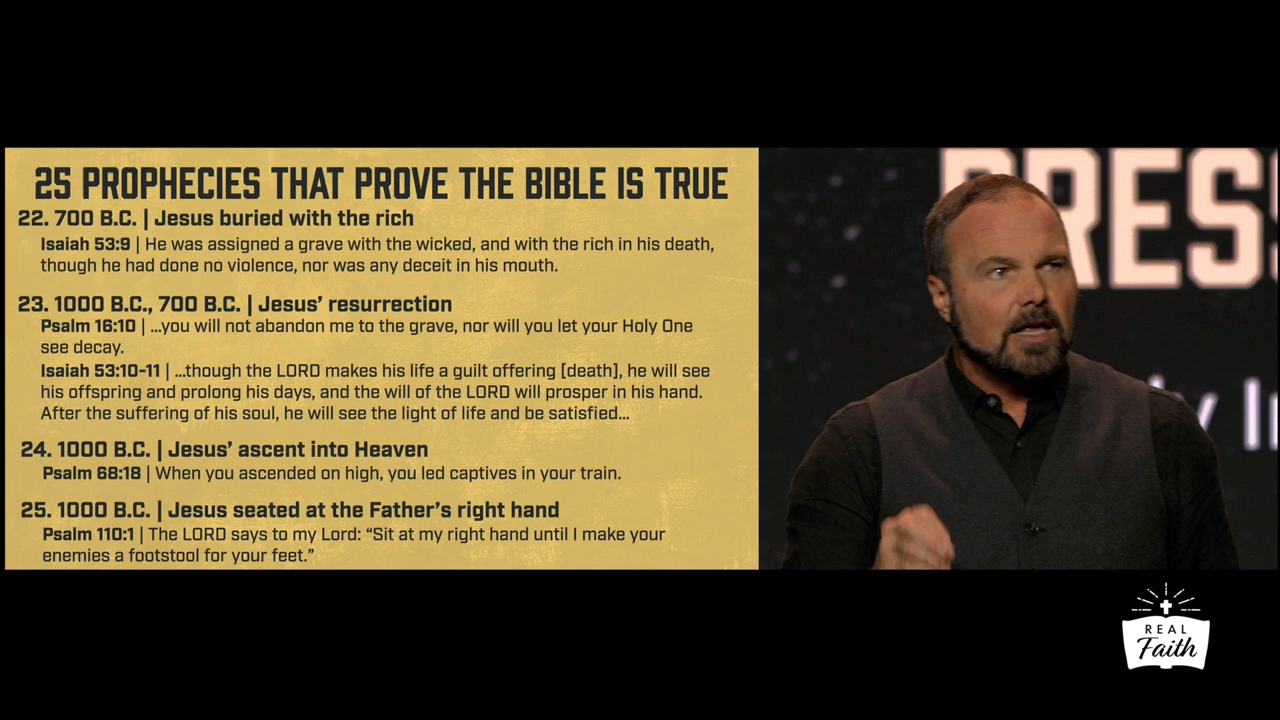 25 PROPHECIES THAT PROVE THE BIBLE IS TRUE
22. 700 B.C. | Jesus buried with the rich
Isaiah 53:9 | He was assigned a grave with the wicked, and with the rich in his death,
though he had done no violence, nor was any deceit in his mouth.
23. 1000 B.C., 700 B.C. | Jesus’ resurrection
Psalm 16:10 | …you will not abandon me to the grave, nor will you let your Holy One
see decay.
Isaiah 53:10-11 | …though the LORD makes his life a guilt offering [death], he will see
his offspring and prolong his days, and the will of the LORD will prosper in his hand.
After the suffering of his soul, he will see the light of life and be satisfied…
24. 1000 B.C. | Jesus’ ascent into Heaven
Psalm 68:18 | When you ascended on high, you led captives in your train.
25. 1000 B.C. | Jesus seated at the Father’s right hand
Psalm 110:1 | The LORD says to my Lord: “Sit at my right hand until I make your
enemies a footstool for your feet.”
REAL
Faith